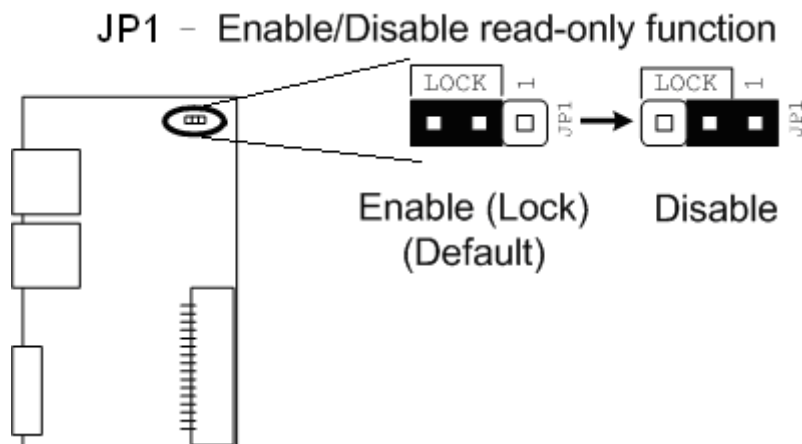 JP1 – Enable/Disable read-only function
LOCK 1 JP1
LOCK 1 JP1
Enable (Lock)
(Default)
Disable